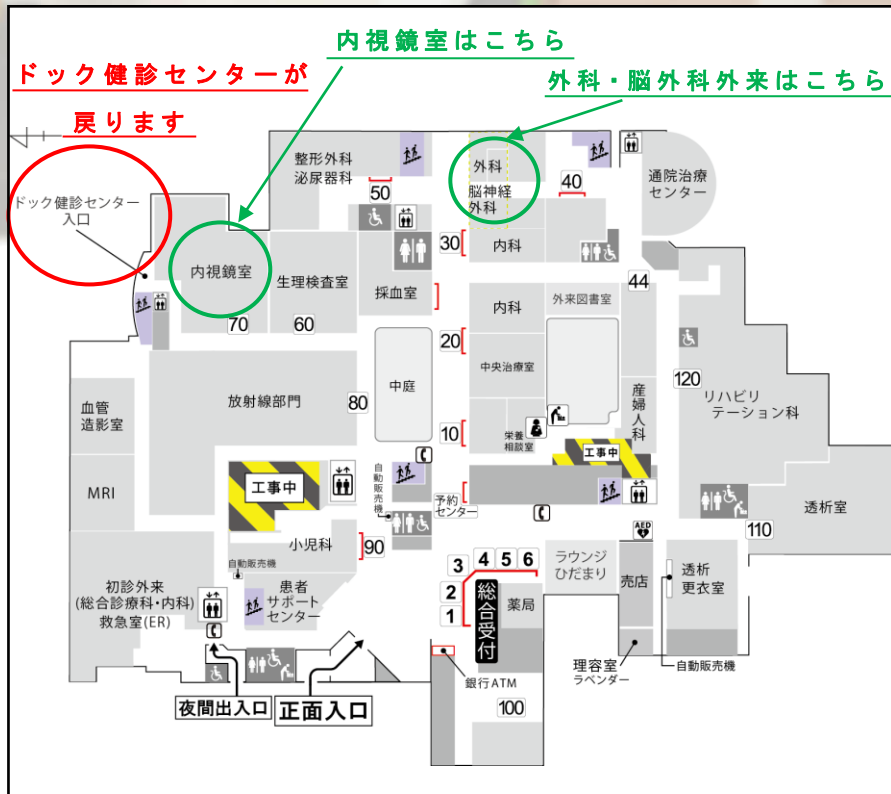 内視鏡室はこちら
ドック健診センターが
戻ります
外科・脳外科外来はこちら
整形外科
泌尿器科
50
外科
脳神経
外科
40
通院治療
センター
ドック健診センター
入口
内視鏡室
生理検査室
採血室
30
内科
44
70
60
内科
外来図書室
20
中央治療室
中庭
120
リハビリ
テーション科
血管
造影室
放射線部門
80
10
栄養
相談室
産婦人科
工事中
MRI
工事中
自動販売機
予約
センター
透析室
110
小児科
90
自動販売機
AED
3
4
5
6
2
1
総合受付
薬局
ラウンジ
ひだまり
売店
透析
更衣室
初診外来
(総合診療科・内科)
救急室(ER)
患者
サポート
センター
銀行ATM
理容室
ラベンダー
自動販売機
夜間出入口
正面入口
100